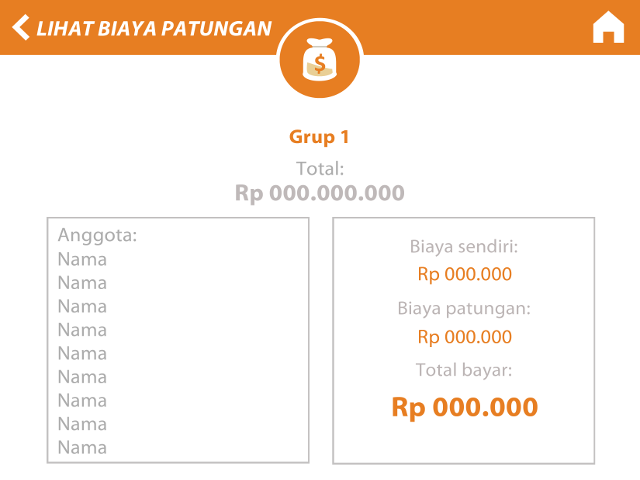 LIHAT BIAYA PATUNGAN
$
Grup 1
Total:
Rp 000.000.000
Anggota:
Nama
Nama
Nama
Nama
Nama
Nama
Nama
Nama
Nama
Biaya sendiri:
Rp 000.000
Biaya patungan:
Rp 000.000
Total bayar:
Rp 000.000